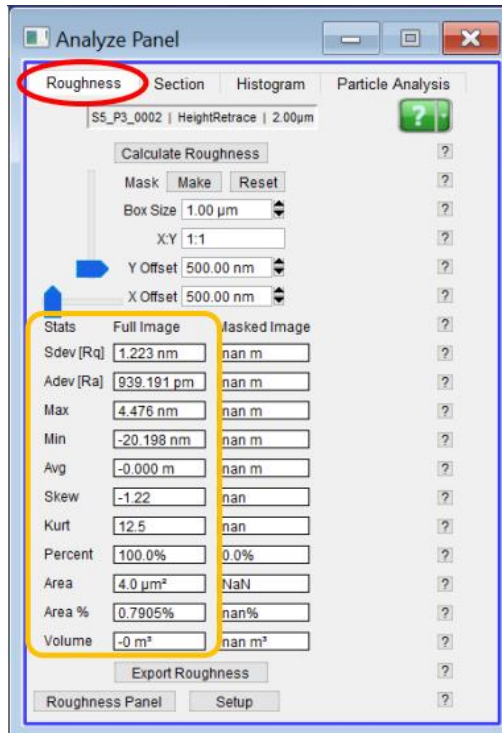 Analyze Panel
Roughness Section Histogram Particle Analysis
S5_P3_0002 | HeightRetrace | 2.00µm ?
Calculate Roughness ?
Mask Make Reset ?
Box Size 1.00 µm ?
X:Y 1:1 ?
Y Offset 500.00 nm ?
X Offset 500.00 nm ?
Stats Full Image Masked Image ?
Sdev [Rq] 1.223 nm nan m ?
Adev [Ra] 939.191 pm nan m ?
Max 4.476 nm nan m ?
Min -20.198 nm nan m ?
Avg -0.000 m nan m ?
Skew -1.22 nan ?
Kurt 12.5 nan ?
Percent 100.0% 0.0% ?
Area 4.0 µm² NaN ?
Area % 0.7905% nan% ?
Volume -0 m³ nan m³ ?
Export Roughness ?
Roughness Panel Setup ?